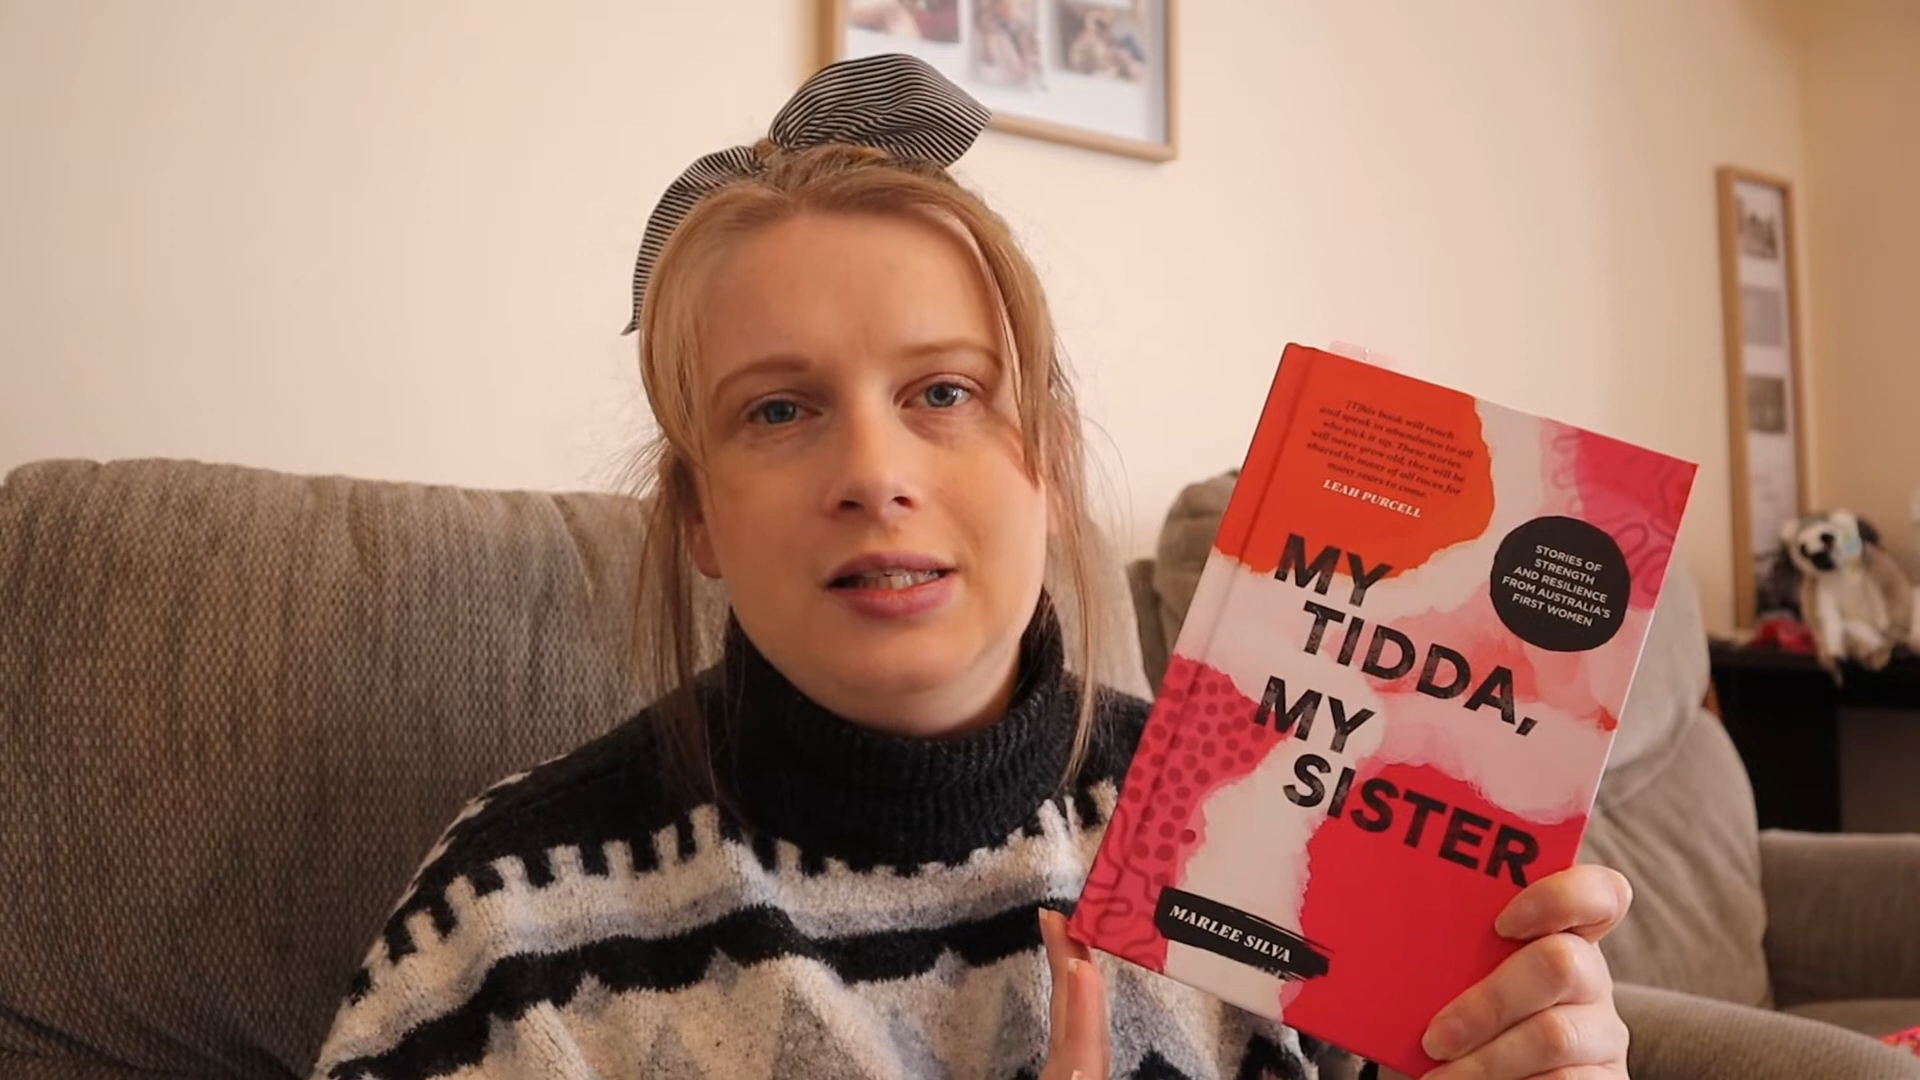 '[T]his book will reach
and speak in abundance to all
who pick it up. These stories
will never grow old, they will be
shared by many of all races for
many years to come.'
LEAH PURCELL
STORIES OF
STRENGTH
AND RESILIENCE
FROM AUSTRALIA'S
FIRST WOMEN
MY
TIDDA,
MY
SISTER
MARLEE SILVA